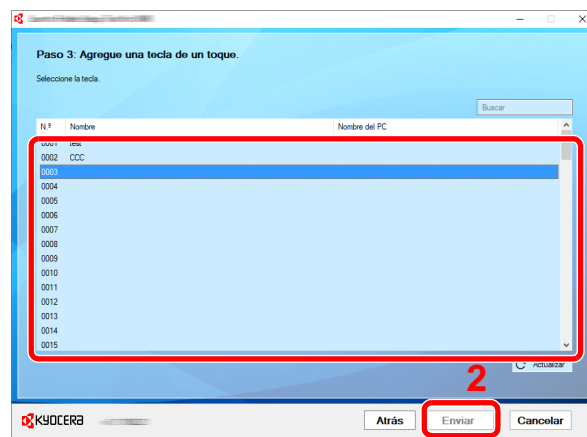 Paso 3: Agregue una tecla de un toque.
Seleccione la tecla.
Buscar
N.º Nombre Nombre del PC
0001 test
0002 CCC
0003
0004
0005
0006
0007
0008
0009
0010
0011
0012
0013
0014
0015
Actualizar
2
KYOCERA
Atrás Enviar Cancelar